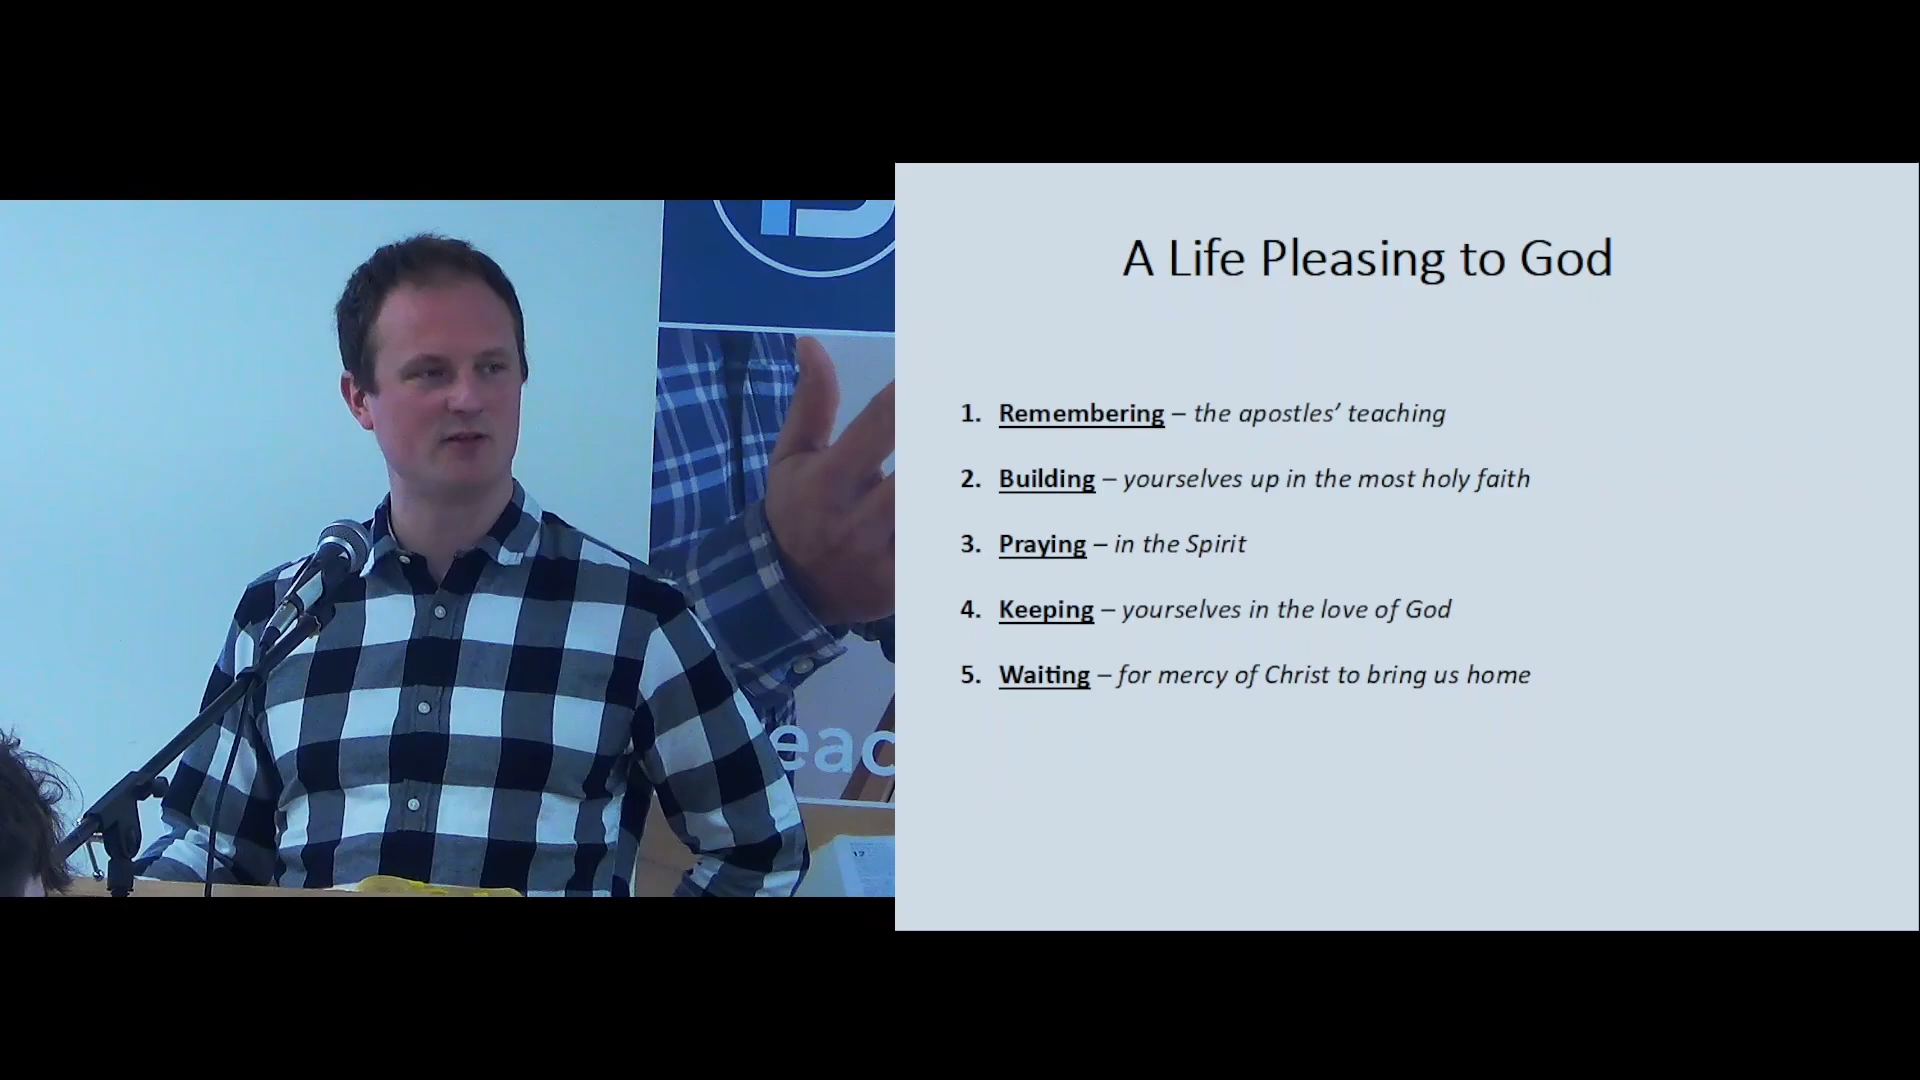 A Life Pleasing to God
1. Remembering – the apostles’ teaching
2. Building – yourselves up in the most holy faith
3. Praying – in the Spirit
4. Keeping – yourselves in the love of God
5. Waiting – for mercy of Christ to bring us home
eac